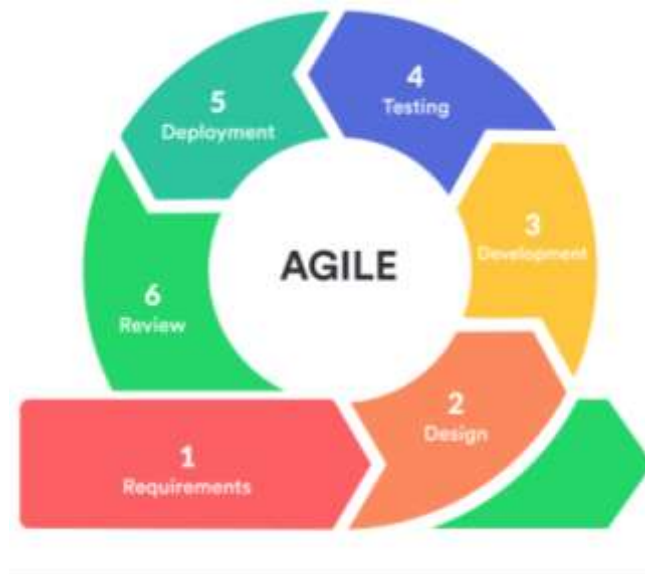 AGILE
1
Requirements
2
Design
3
Development
4
Testing
5
Deployment
6
Review